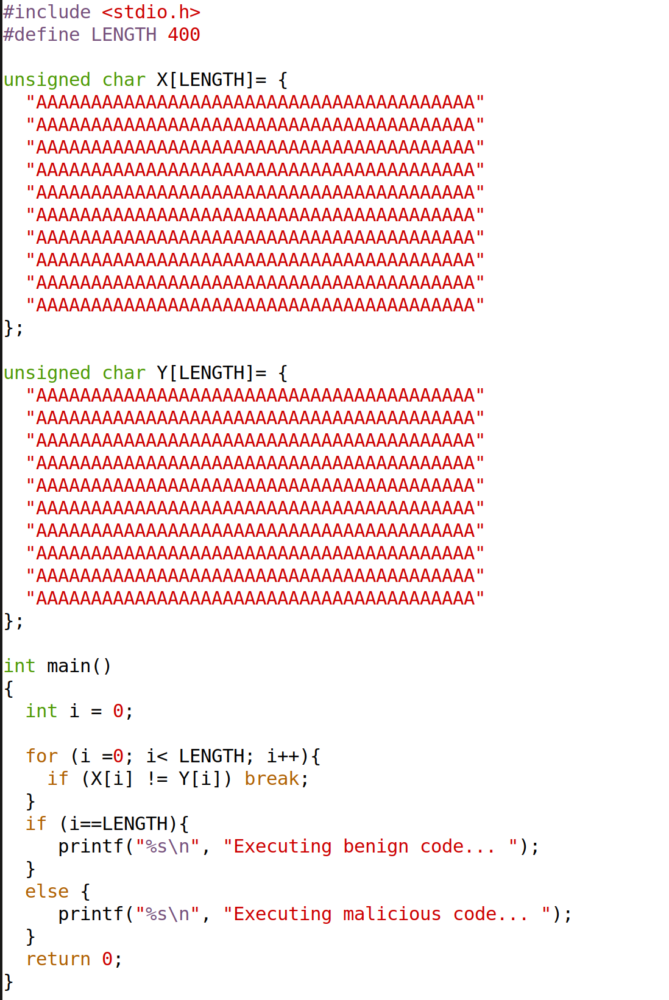 #include <stdio.h>
#define LENGTH 400

unsigned char X[LENGTH]= {
  "AAAAAAAAAAAAAAAAAAAAAAAAAAAAAAAAAAAAAAAA"
  "AAAAAAAAAAAAAAAAAAAAAAAAAAAAAAAAAAAAAAAA"
  "AAAAAAAAAAAAAAAAAAAAAAAAAAAAAAAAAAAAAAAA"
  "AAAAAAAAAAAAAAAAAAAAAAAAAAAAAAAAAAAAAAAA"
  "AAAAAAAAAAAAAAAAAAAAAAAAAAAAAAAAAAAAAAAA"
  "AAAAAAAAAAAAAAAAAAAAAAAAAAAAAAAAAAAAAAAA"
  "AAAAAAAAAAAAAAAAAAAAAAAAAAAAAAAAAAAAAAAA"
  "AAAAAAAAAAAAAAAAAAAAAAAAAAAAAAAAAAAAAAAA"
  "AAAAAAAAAAAAAAAAAAAAAAAAAAAAAAAAAAAAAAAA"
  "AAAAAAAAAAAAAAAAAAAAAAAAAAAAAAAAAAAAAAAA"
};

unsigned char Y[LENGTH]= {
  "AAAAAAAAAAAAAAAAAAAAAAAAAAAAAAAAAAAAAAAA"
  "AAAAAAAAAAAAAAAAAAAAAAAAAAAAAAAAAAAAAAAA"
  "AAAAAAAAAAAAAAAAAAAAAAAAAAAAAAAAAAAAAAAA"
  "AAAAAAAAAAAAAAAAAAAAAAAAAAAAAAAAAAAAAAAA"
  "AAAAAAAAAAAAAAAAAAAAAAAAAAAAAAAAAAAAAAAA"
  "AAAAAAAAAAAAAAAAAAAAAAAAAAAAAAAAAAAAAAAA"
  "AAAAAAAAAAAAAAAAAAAAAAAAAAAAAAAAAAAAAAAA"
  "AAAAAAAAAAAAAAAAAAAAAAAAAAAAAAAAAAAAAAAA"
  "AAAAAAAAAAAAAAAAAAAAAAAAAAAAAAAAAAAAAAAA"
  "AAAAAAAAAAAAAAAAAAAAAAAAAAAAAAAAAAAAAAAA"
};

int main()
{
  int i = 0;

  for (i =0; i< LENGTH; i++){
    if (X[i] != Y[i]) break;
  }
  if (i==LENGTH){
     printf("%s\n", "Executing benign code... ");
  }
  else {
     printf("%s\n", "Executing malicious code... ");
  }
  return 0;
}